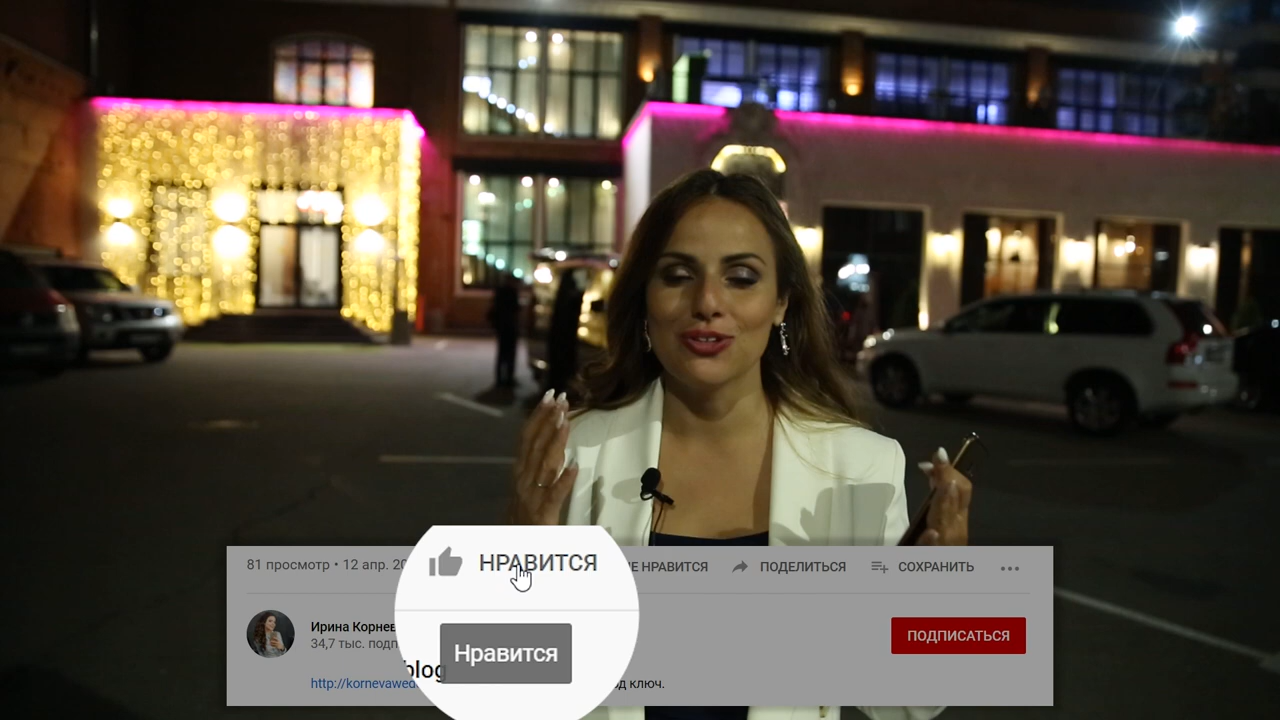 81 просмотр • 12 апр. 20
НРАВИТСЯ
НЕ НРАВИТСЯ
ПОДЕЛИТЬСЯ
СОХРАНИТЬ
Ирина Корнев
34,7 тыс. подп
ПОДПИСАТЬСЯ
Нравится
blog
http://kornevawed
д ключ.